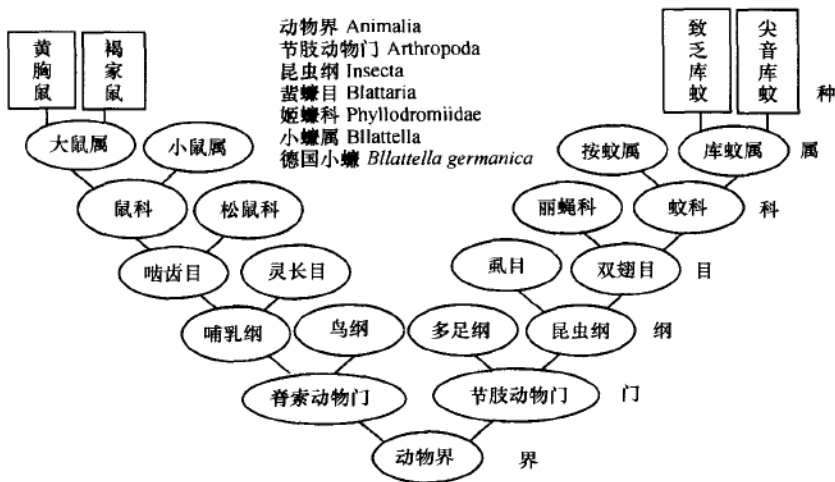 黄胸鼠
褐家鼠
动物界 Animalia
节肢动物门 Arthropoda
昆虫纲 Insecta
蜚蠊目 Blattaria
姬蠊科 Phyllodromiidae
小蠊属 Bllattella
德国小蠊 Bllattella germanica
致乏库蚊
尖音库蚊
种
大鼠属
小鼠属
按蚊属
库蚊属
属
鼠科
松鼠科
丽蝇科
蚊科
科
啮齿目
灵长目
虱目
双翅目
目
哺乳纲
鸟纲
多足纲
昆虫纲
纲
脊索动物门
节肢动物门
门
动物界
界